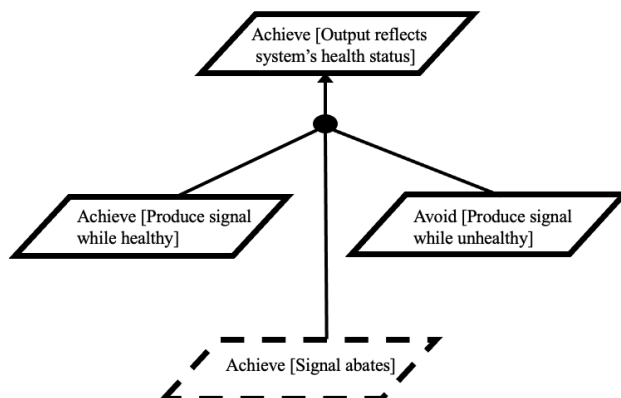 Achieve [Output reflects
system’s health status]
Achieve [Produce signal
while healthy]
Avoid [Produce signal
while unhealthy]
Achieve [Signal abates]